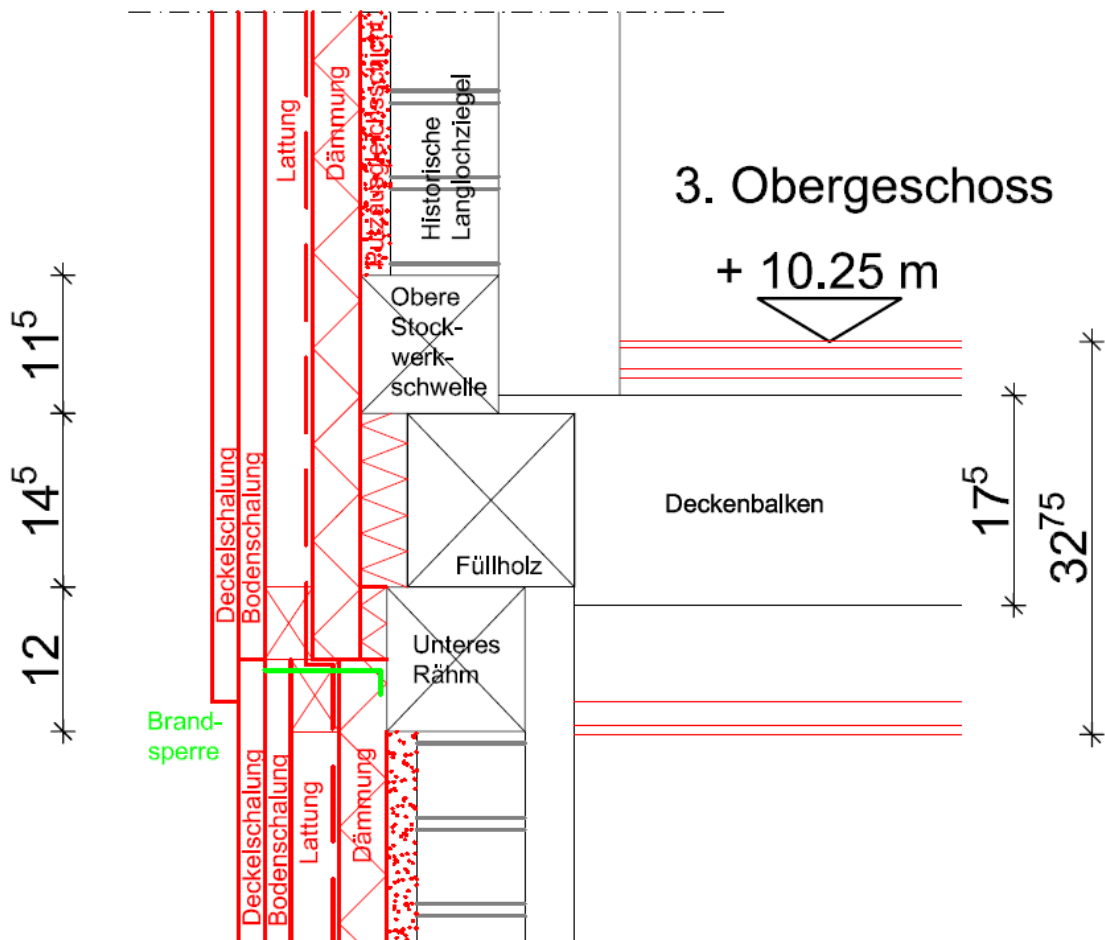 Lattung
Dämmung
Putzausgleichsschicht
Historische
Langlochziegel
3. Obergeschoss
+ 10.25 m
Obere
Stock-
werk-
schwelle
11⁵
14⁵
12
Deckelschalung
Bodenschalung
Füllholz
Deckenbalken
17⁵
32⁷⁵
Unteres
Rähm
Brand-
sperre
Deckelschalung
Bodenschalung
Lattung
Dämmung